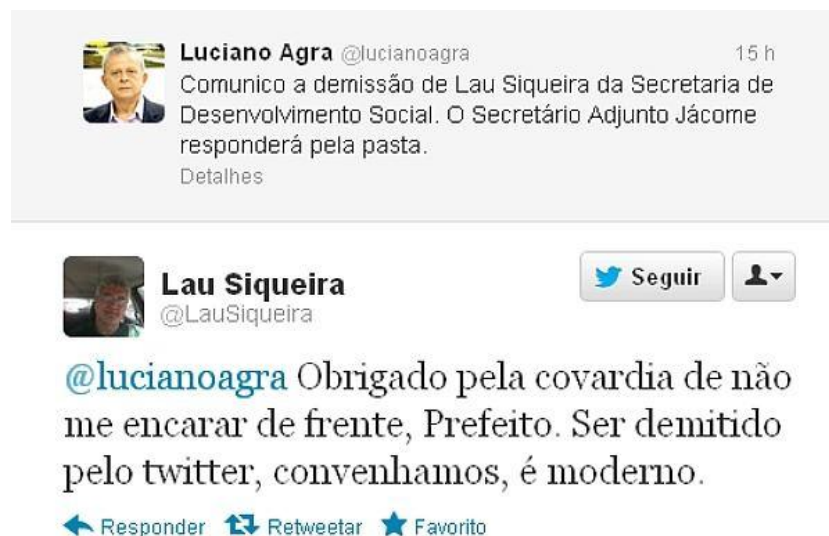 Luciano Agra @lucianoagra 15 h
Comunico a demissão de Lau Siqueira da Secretaria de
Desenvolvimento Social. O Secretário Adjunto Jácome
responderá pela pasta.
Detalhes
Lau Siqueira
@LauSiqueira
Seguir
@lucianoagra Obrigado pela covardia de não
me encarar de frente, Prefeito. Ser demitido
pelo twitter, convenhamos, é moderno.
Responder Retweetar Favorito